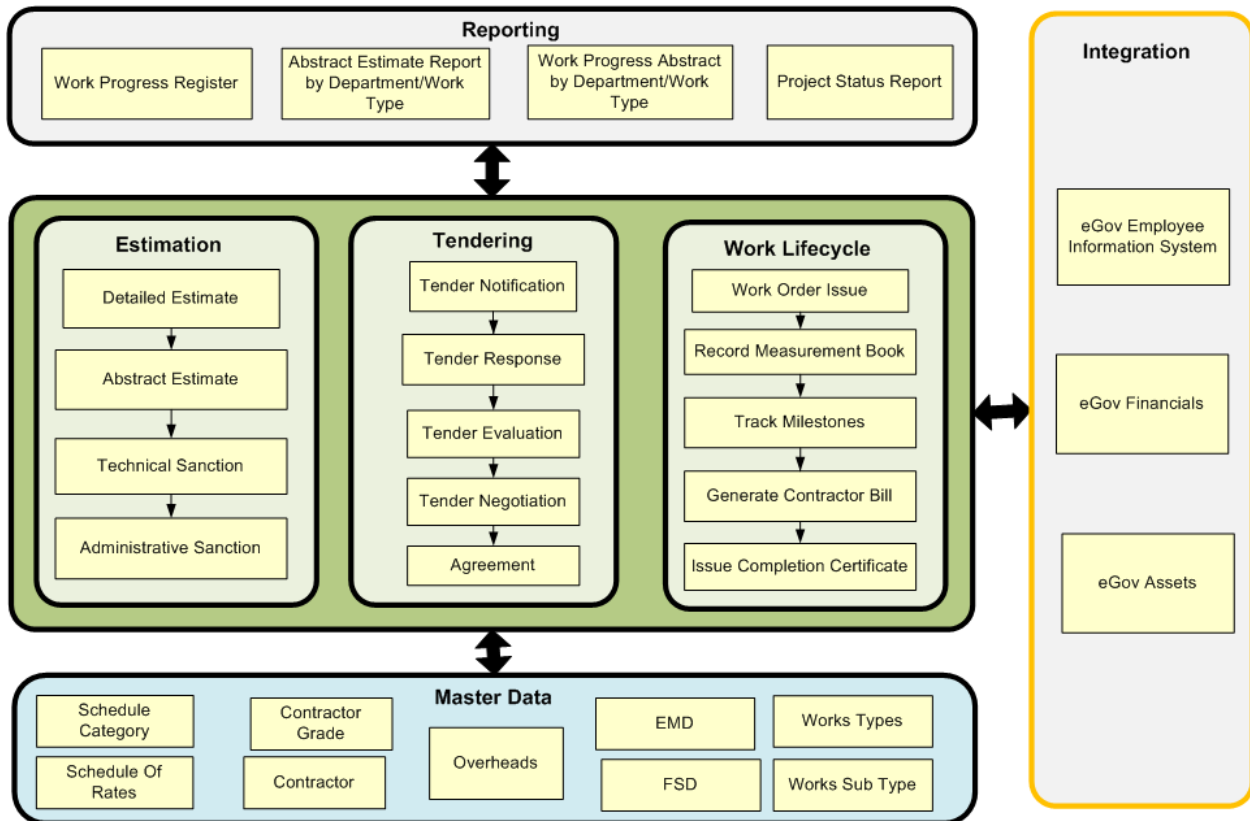 Reporting
Work Progress Register
Abstract Estimate Report
by Department/Work
Type
Work Progress Abstract
by Department/Work
Type
Project Status Report
Integration
eGov Employee
Information System
eGov Financials
eGov Assets
Estimation
Detailed Estimate
Abstract Estimate
Technical Sanction
Administrative Sanction
Tendering
Tender Notification
Tender Response
Tender Evaluation
Tender Negotiation
Agreement
Work Lifecycle
Work Order Issue
Record Measurement Book
Track Milestones
Generate Contractor Bill
Issue Completion Certificate
Master Data
Schedule
Category
Schedule Of
Rates
Contractor
Grade
Contractor
Overheads
EMD
FSD
Works Types
Works Sub Type